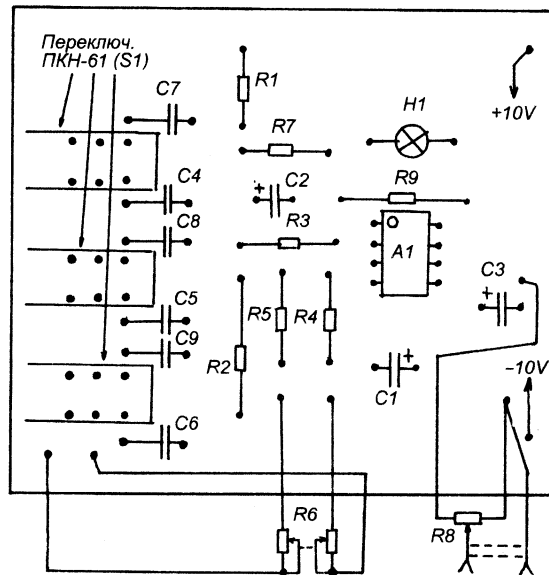 Переключ.
ПКН-61 (S1)
C7
R1
H1
+10V
R7
C4
C2
+
R9
C8
R3
A1
C3
+
C5
R5
R4
C9
R2
C1
+
−10V
C6
R6
R8